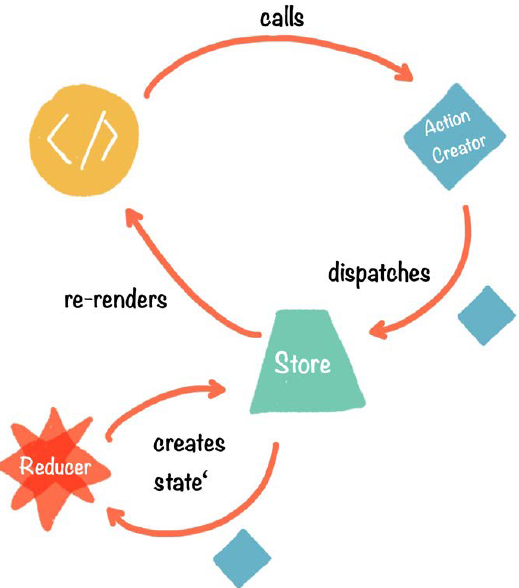 calls
</>
Action
Creator
dispatches
re-renders
Store
creates
state‘
Reducer